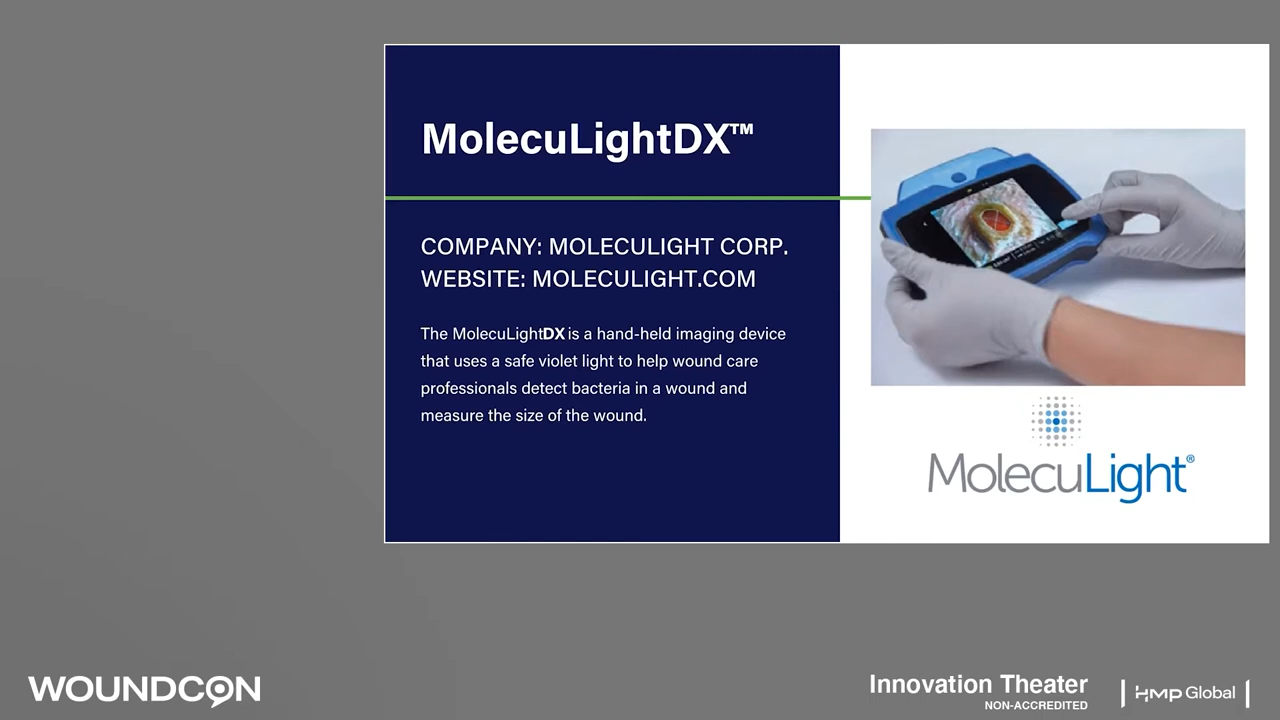 MolecuLightDX™
COMPANY: MOLECULIGHT CORP.
WEBSITE: MOLECULIGHT.COM
The MolecuLightDX is a hand-held imaging device
that uses a safe violet light to help wound care
professionals detect bacteria in a wound and
measure the size of the wound.
MolecuLight®
WOUNDCON
Innovation Theater
NON-ACCREDITED
HMP Global